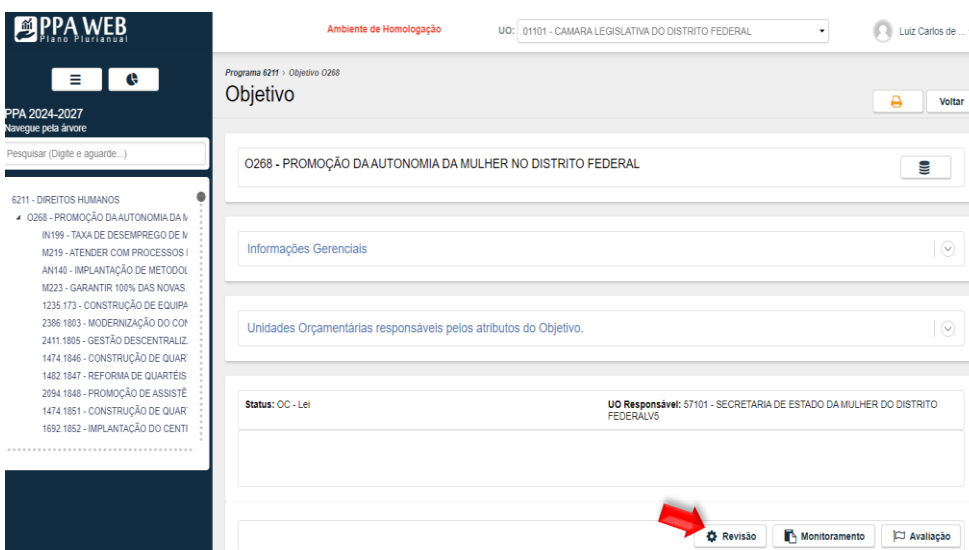 PPA WEB
Plano Plurianual
Ambiente de Homologação
UO: 01101 - CAMARA LEGISLATIVA DO DISTRITO FEDERAL
Luiz Carlos de ...
PPA 2024-2027
Navegue pela árvore
Pesquisar (Digite e aguarde...)
6211 - DIREITOS HUMANOS
O268 - PROMOÇÃO DA AUTONOMIA DA M
IN199 - TAXA DE DESEMPREGO DE M
M219 - ATENDER COM PROCESSOS
AN140 - IMPLANTAÇÃO DE METODOL
M223 - GARANTIR 100% DAS NOVAS.
1235.173 - CONSTRUÇÃO DE EQUIPA
2386.1803 - MODERNIZAÇÃO DO CON
2411.1805 - GESTÃO DESCENTRALIZ.
1474.1846 - CONSTRUÇÃO DE QUAR
1482.1847 - REFORMA DE QUARTÉIS
2094.1848 - PROMOÇÃO DE ASSISTÊ
1474.1851 - CONSTRUÇÃO DE QUAR
1692.1852 - IMPLANTAÇÃO DO CENT
Programa 6211 > Objetivo O268
Objetivo
Voltar
O268 - PROMOÇÃO DA AUTONOMIA DA MULHER NO DISTRITO FEDERAL
Informações Gerenciais
Unidades Orçamentárias responsáveis pelos atributos do Objetivo.
Status: OC - Lei
UO Responsável: 57101 - SECRETARIA DE ESTADO DA MULHER DO DISTRITO
FEDERALV5
Revisão
Monitoramento
Avaliação